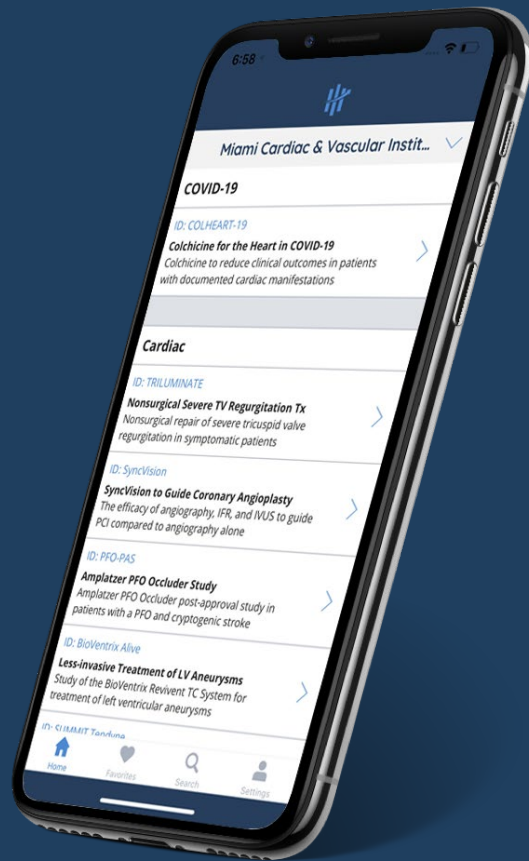 6:58
Miami Cardiac & Vascular Instit...
COVID-19
ID: COLHEART-19
Colchicine for the Heart in COVID-19
Colchicine to reduce clinical outcomes in patients
with documented cardiac manifestations
Cardiac
ID: TRILUMINATE
Nonsurgical Severe TV Regurgitation Tx
Nonsurgical repair of severe tricuspid valve
regurgitation in symptomatic patients
ID: SyncVision
SyncVision to Guide Coronary Angioplasty
The efficacy of angiography, IFR, and IVUS to guide
PCI compared to angiography alone
ID: PFO-PAS
Amplatzer PFO Occluder Study
Amplatzer PFO Occluder post-approval study in
patients with a PFO and cryptogenic stroke
ID: BioVentrix Alive
Less-invasive Treatment of LV Aneurysms
Study of the BioVentrix Revivent TC System for
treatment of left ventricular aneurysms
ID: SUMMIT Tendyne
Home
Favorites
Search
Settings